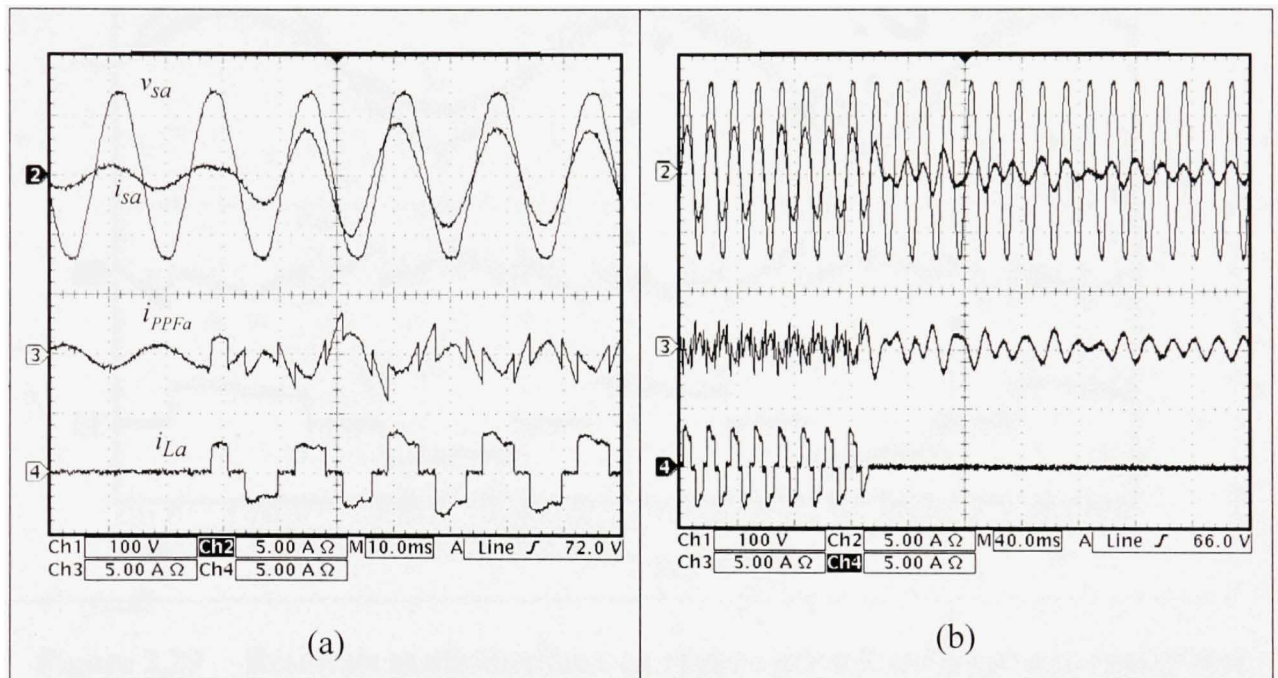 v_sa
2
i_sa
i_PPFa
3
i_La
4
Ch1 100 V Ch2 5.00 A Ω M 10.0ms A Line ƒ 72.0 V
Ch3 5.00 A Ω Ch4 5.00 A Ω
(a)
2
3
4
Ch1 100 V Ch2 5.00 A Ω M 40.0ms A Line ƒ 66.0 V
Ch3 5.00 A Ω Ch4 5.00 A Ω
(b)